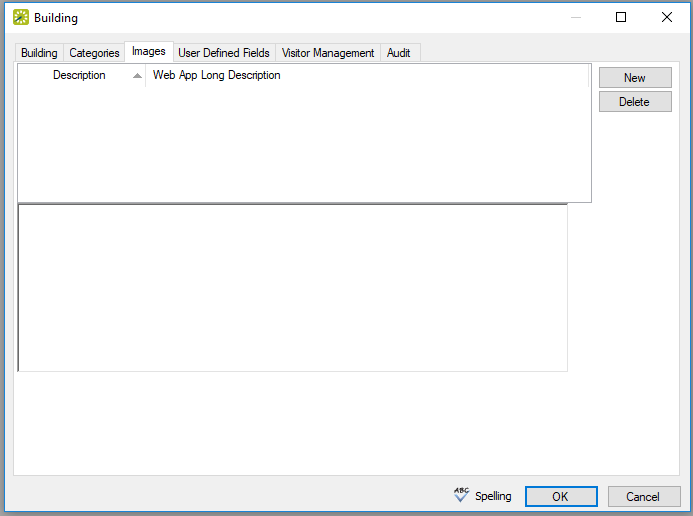 Building
Building Categories Images User Defined Fields Visitor Management Audit
Description Web App Long Description
New
Delete
ABC Spelling OK Cancel